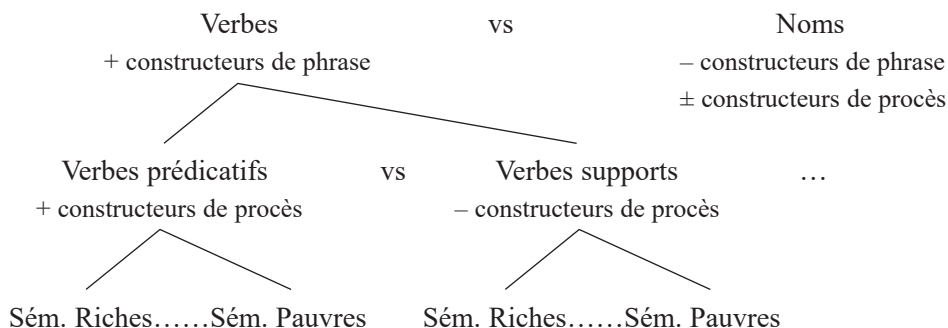 Verbes vs Noms
+ constructeurs de phrase – constructeurs de phrase
± constructeurs de procès
Verbes prédicatifs vs Verbes supports …
+ constructeurs de procès – constructeurs de procès
Sém. Riches……Sém. Pauvres Sém. Riches……Sém. Pauvres